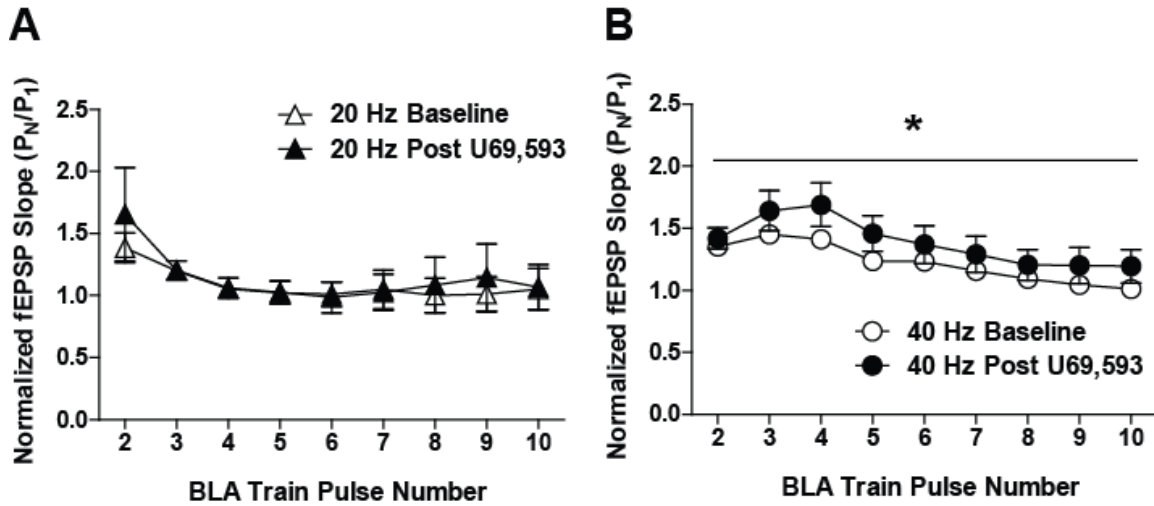 A
Normalized fEPSP Slope (PN/P1)
2.5
2.0
1.5
1.0
0.5
0.0
20 Hz Baseline
20 Hz Post U69,593
2 3 4 5 6 7 8 9 10
BLA Train Pulse Number
B
Normalized fEPSP Slope (PN/P1)
2.5
2.0
1.5
1.0
0.5
0.0
*
40 Hz Baseline
40 Hz Post U69,593
2 3 4 5 6 7 8 9 10
BLA Train Pulse Number